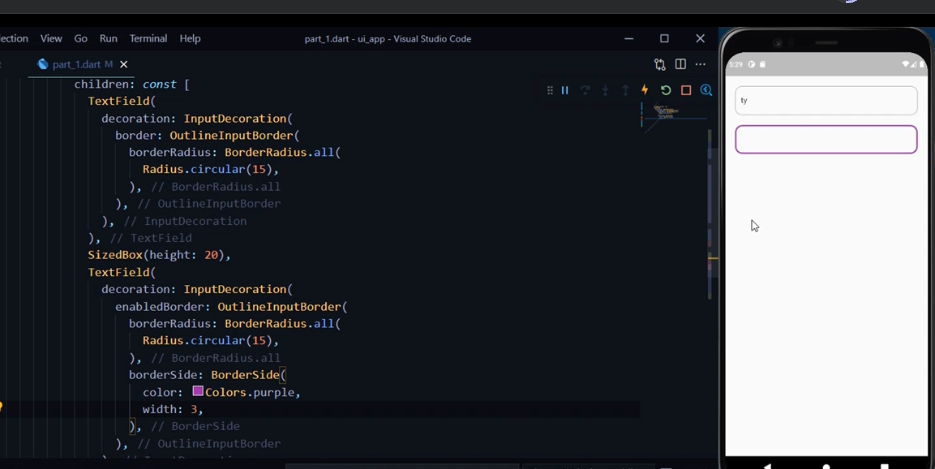 ection View Go Run Terminal Help part_1.dart - ui_app - Visual Studio Code
part_1.dart M
children: const [
TextField(
decoration: InputDecoration(
border: OutlineInputBorder(
borderRadius: BorderRadius.all(
Radius.circular(15),
), // BorderRadius.all
), // OutlineInputBorder
), // InputDecoration
), // TextField
SizedBox(height: 20),
TextField(
decoration: InputDecoration(
enabledBorder: OutlineInputBorder(
borderRadius: BorderRadius.all(
Radius.circular(15),
), // BorderRadius.all
borderSide: BorderSide(
color: Colors.purple,
width: 3,
), // BorderSide
), // OutlineInputBorder
), // InputDecoration
5:29
ty